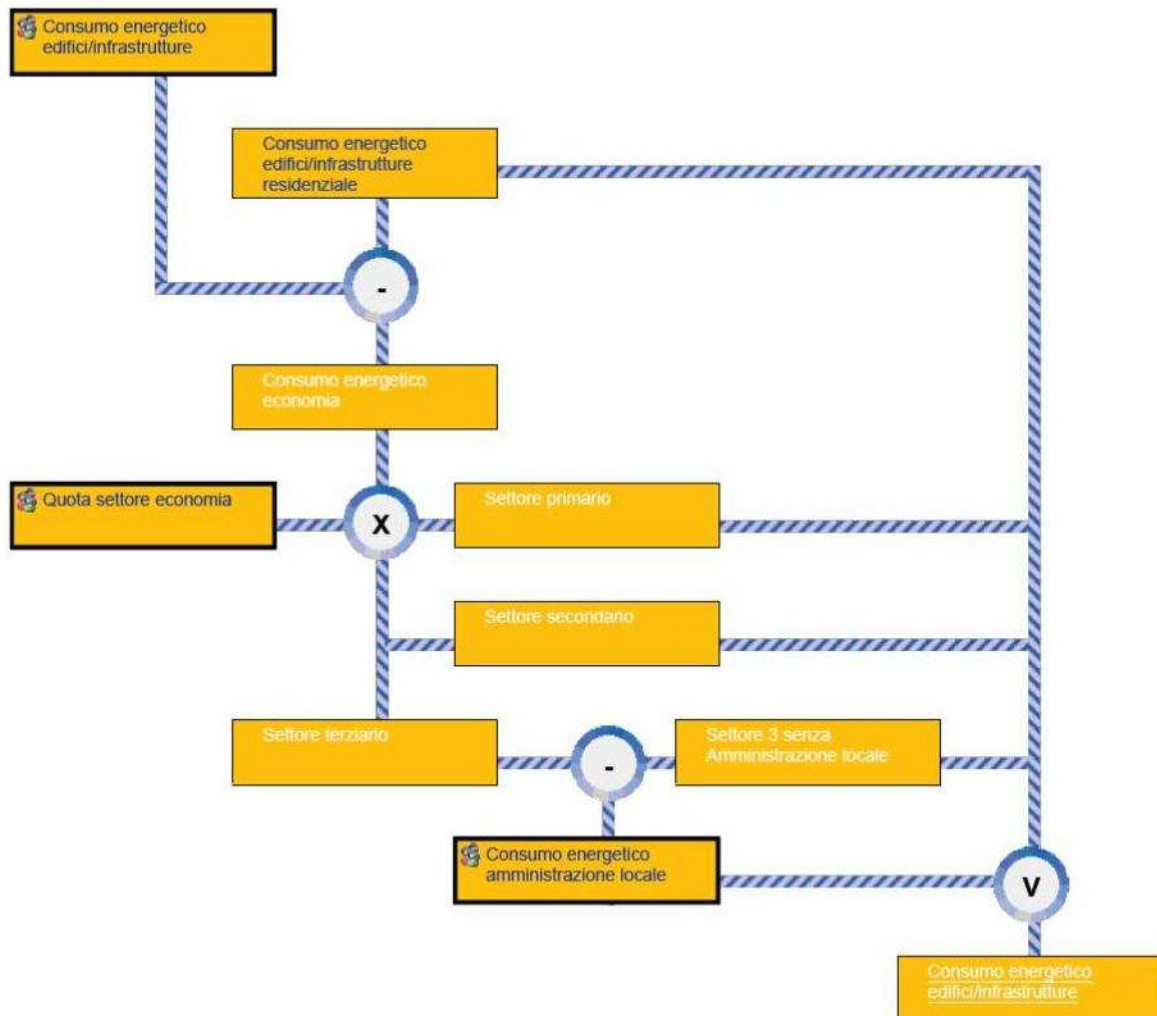 Consumo energetico
edifici/infrastrutture
Consumo energetico
edifici/infrastrutture
residenziale
-
Consumo energetico
economia
Quota settore economia
X
Settore primario
Settore secondario
Settore terziario
-
Settore 3 senza
Amministrazione locale
Consumo energetico
amministrazione locale
V
Consumo energetico
edifici/infrastrutture